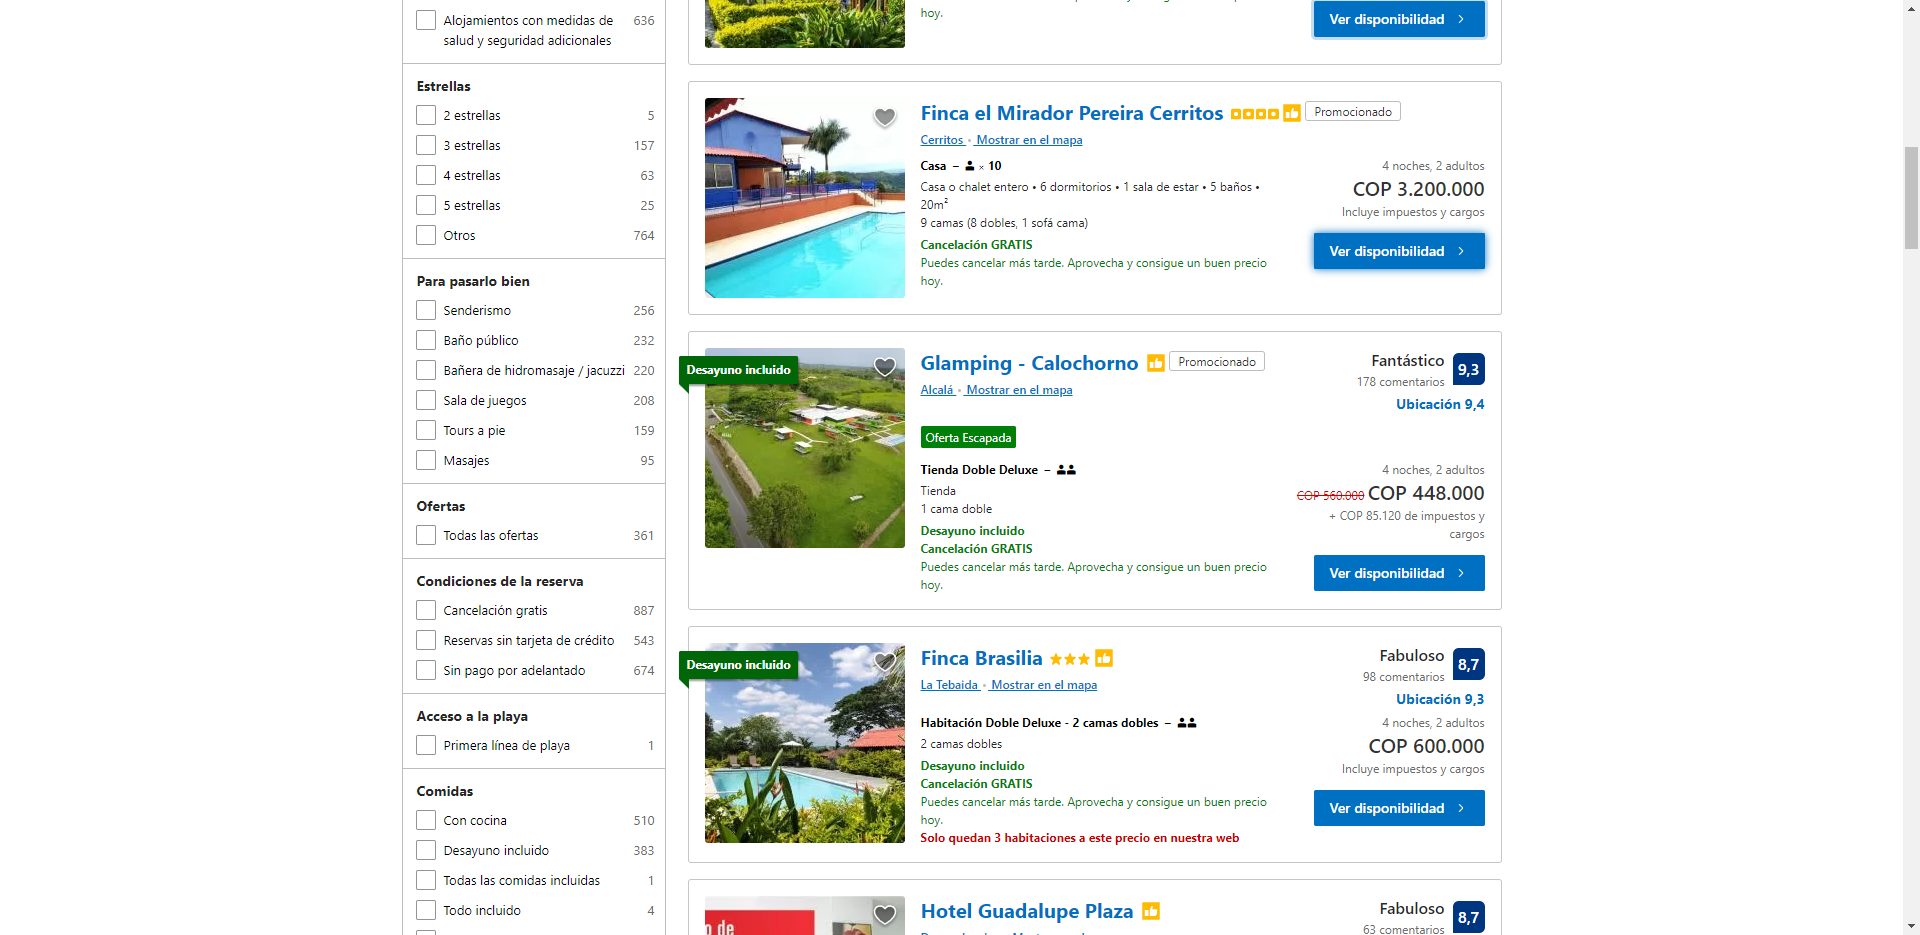 Alojamientos con medidas de 636
salud y seguridad adicionales
Estrellas
2 estrellas 5
3 estrellas 157
4 estrellas 63
5 estrellas 25
Otros 764
Para pasarlo bien
Senderismo 256
Baño público 232
Bañera de hidromasaje / jacuzzi 220
Sala de juegos 208
Tours a pie 159
Masajes 95
Ofertas
Todas las ofertas 361
Condiciones de la reserva
Cancelación gratis 887
Reservas sin tarjeta de crédito 543
Sin pago por adelantado 674
Acceso a la playa
Primera línea de playa 1
Comidas
Con cocina 510
Desayuno incluido 383
Todas las comidas incluidas 1
Todo incluido 4
hoy.
Ver disponibilidad
Finca el Mirador Pereira Cerritos Promocionado
Cerritos • Mostrar en el mapa
Casa – × 10
Casa o chalet entero • 6 dormitorios • 1 sala de estar • 5 baños •
20m²
9 camas (8 dobles, 1 sofá cama)
Cancelación GRATIS
Puedes cancelar más tarde. Aprovecha y consigue un buen precio
hoy.
4 noches, 2 adultos
COP 3.200.000
Incluye impuestos y cargos
Ver disponibilidad
Desayuno incluido
Glamping - Calochorno Promocionado
Alcalá • Mostrar en el mapa
Fantástico 9,3
178 comentarios
Ubicación 9,4
Oferta Escapada
Tienda Doble Deluxe –
Tienda
1 cama doble
Desayuno incluido
Cancelación GRATIS
Puedes cancelar más tarde. Aprovecha y consigue un buen precio
hoy.
4 noches, 2 adultos
COP 560.000 COP 448.000
+ COP 85.120 de impuestos y
cargos
Ver disponibilidad
Desayuno incluido
Finca Brasilia
La Tebaida • Mostrar en el mapa
Fabuloso 8,7
98 comentarios
Ubicación 9,3
Habitación Doble Deluxe - 2 camas dobles –
2 camas dobles
Desayuno incluido
Cancelación GRATIS
Puedes cancelar más tarde. Aprovecha y consigue un buen precio
hoy.
Solo quedan 3 habitaciones a este precio en nuestra web
4 noches, 2 adultos
COP 600.000
Incluye impuestos y cargos
Ver disponibilidad
Hotel Guadalupe Plaza
Fabuloso 8,7
63 comentarios